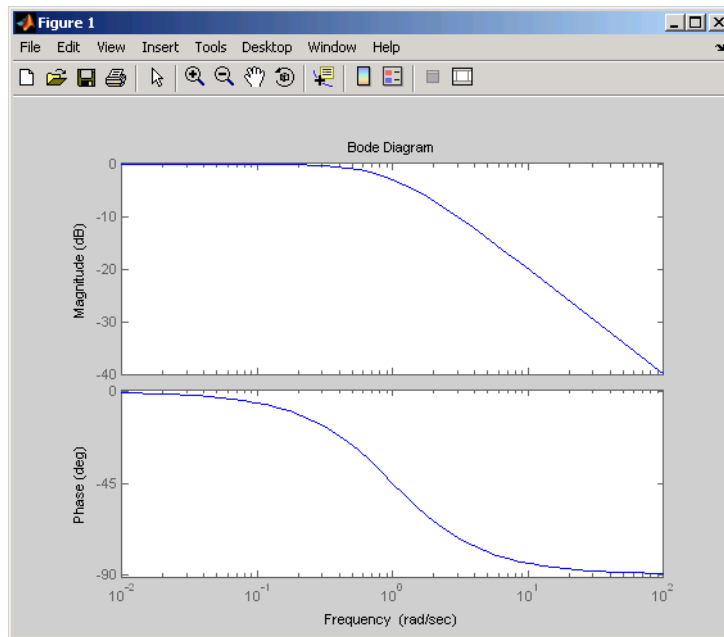 Figure 1
File Edit View Insert Tools Desktop Window Help
Bode Diagram
Magnitude (dB)
0
-10
-20
-30
-40
Phase (deg)
0
-45
-90
10^-2 10^-1 10^0 10^1 10^2
Frequency (rad/sec)